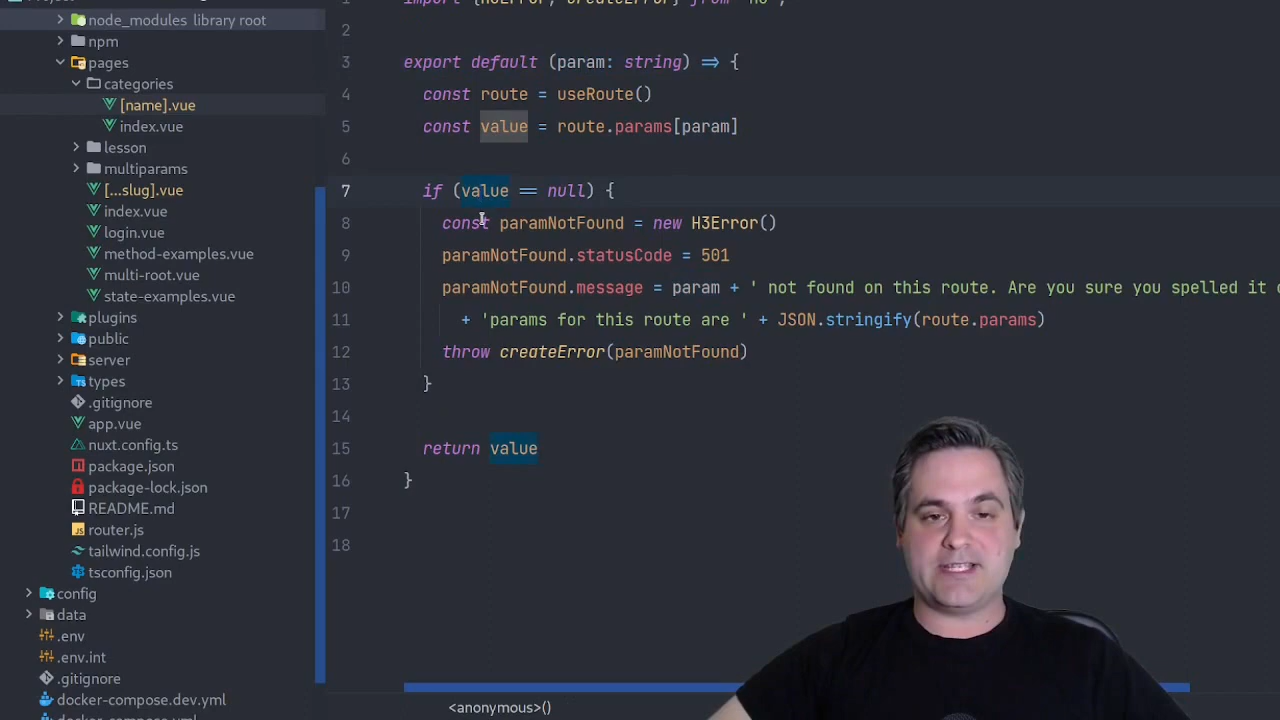 node_modules library root
npm
pages
categories
[name].vue
index.vue
lesson
multiparams
[...slug].vue
index.vue
login.vue
method-examples.vue
multi-root.vue
state-examples.vue
plugins
public
server
types
.gitignore
app.vue
nuxt.config.ts
package.json
package-lock.json
README.md
router.js
tailwind.config.js
tsconfig.json
config
data
.env
.env.int
.gitignore
docker-compose.dev.yml
1
2
3 export default (param: string) => {
4 const route = useRoute()
5 const value = route.params[param]
6
7 if (value == null) {
8 const paramNotFound = new H3Error()
9 paramNotFound.statusCode = 501
10 paramNotFound.message = param + ' not found on this route. Are you sure you spelled it
11 + 'params for this route are ' + JSON.stringify(route.params)
12 throw createError(paramNotFound)
13 }
14
15 return value
16 }
17
18
<anonymous>()